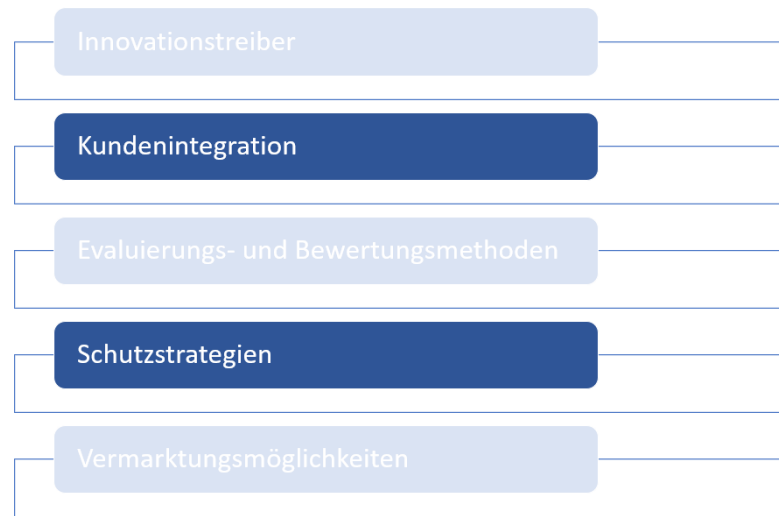 Innovationstreiber
Kundenintegration
Evaluierungs- und Bewertungsmethoden
Schutzstrategien
Vermarktungsmöglichkeiten